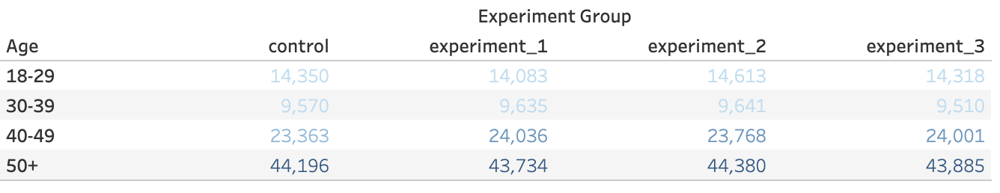 Experiment Group
Age control experiment_1 experiment_2 experiment_3
18-29 14,350 14,083 14,613 14,318
30-39 9,570 9,635 9,641 9,510
40-49 23,363 24,036 23,768 24,001
50+ 44,196 43,734 44,380 43,885